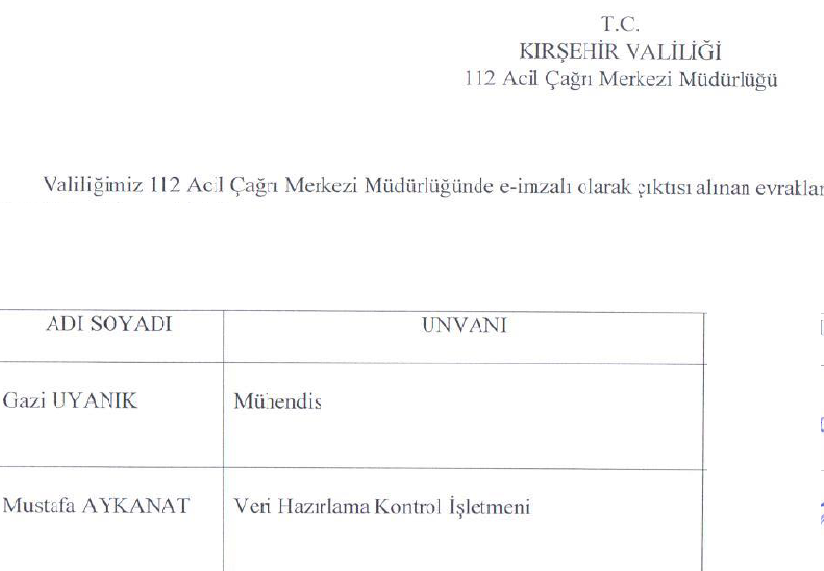 T.C.
KIRŞEHİR VALİLİĞİ
112 Acil Çağrı Merkezi Müdürlüğü
Valiliğimiz 112 Acil Çağrı Merkezi Müdürlüğünde e-imzalı olarak çıktısı alınan evraklar
ADI SOYADI UNVANI
Gazi UYANIK Mühendis
Mustafa AYKANAT Veri Hazırlama Kontrol İşletmeni